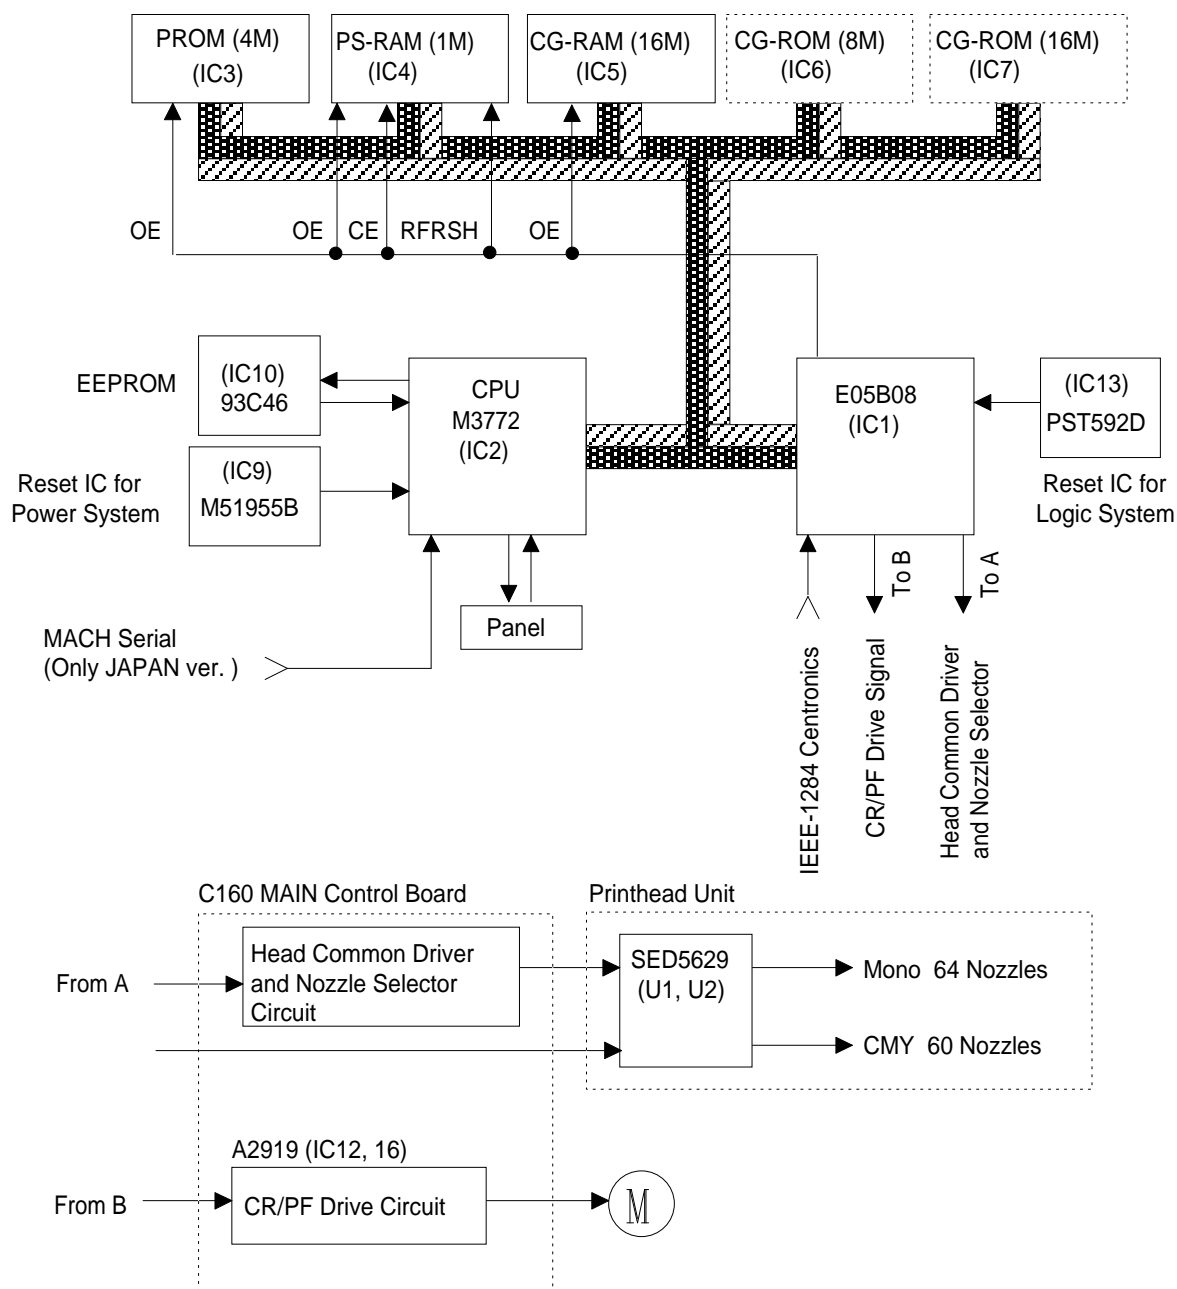 PROM (4M)
(IC3)
PS-RAM (1M)
(IC4)
CG-RAM (16M)
(IC5)
CG-ROM (8M)
(IC6)
CG-ROM (16M)
(IC7)
OE
OE
CE
RFRSH
OE
EEPROM
(IC10)
93C46
CPU
M3772
(IC2)
E05B08
(IC1)
(IC13)
PST592D
Reset IC for
Power System
(IC9)
M51955B
Reset IC for
Logic System
Panel
MACH Serial
(Only JAPAN ver. )
To B
To A
IEEE-1284 Centronics
CR/PF Drive Signal
Head Common Driver
and Nozzle Selector
C160 MAIN Control Board
Printhead Unit
From A
Head Common Driver
and Nozzle Selector
Circuit
SED5629
(U1, U2)
Mono 64 Nozzles
CMY 60 Nozzles
A2919 (IC12, 16)
From B
CR/PF Drive Circuit
M